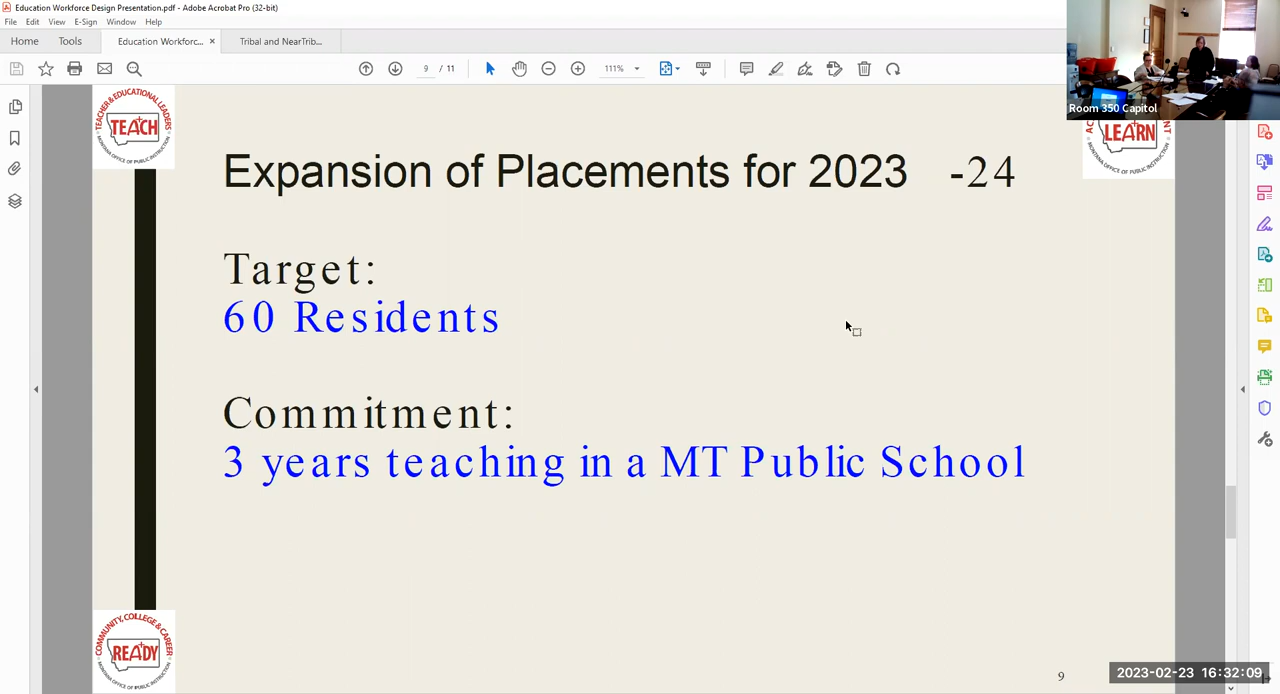 Education Workforce Design Presentation.pdf - Adobe Acrobat Pro (32-bit)
File Edit View E-Sign Window Help
Home Tools Education Workforc... × Tribal and NearTrib...
9 / 11 111%
Room 350 Capitol
TEACHER & EDUCATIONAL LEADERS
TEACH
MONTANA OFFICE OF PUBLIC INSTRUCTION
LEARN
MONTANA OFFICE OF PUBLIC INSTRUCTION
Expansion of Placements for 2023 -24
Target:
60 Residents
Commitment:
3 years teaching in a MT Public School
COMMUNITY, COLLEGE & CAREER
READY
MONTANA OFFICE OF PUBLIC INSTRUCTION
9
2023-02-23 16:32:09